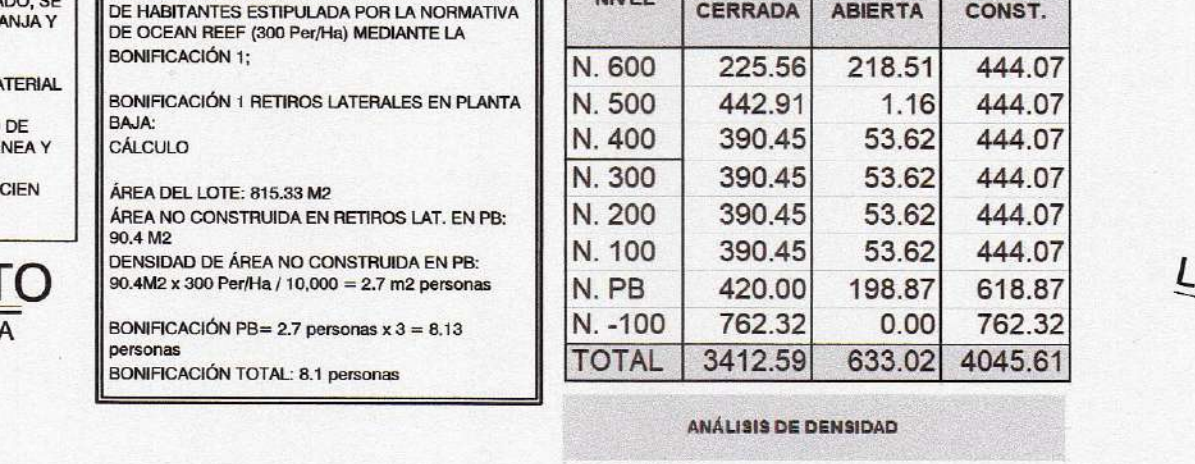 ANJA Y
ATERIAL
DE
NEA Y
CIEN
TO
A
DE HABITANTES ESTIPULADA POR LA NORMATIVA
DE OCEAN REEF (300 Per/Ha) MEDIANTE LA
BONIFICACIÓN 1;
BONIFICACIÓN 1 RETIROS LATERALES EN PLANTA
BAJA:
CÁLCULO
ÁREA DEL LOTE: 815.33 M2
ÁREA NO CONSTRUIDA EN RETIROS LAT. EN PB:
90.4 M2
DENSIDAD DE ÁREA NO CONSTRUIDA EN PB:
90.4M2 x 300 Per/Ha / 10,000 = 2.7 m2 personas
BONIFICACIÓN PB= 2.7 personas x 3 = 8.13
personas
BONIFICACIÓN TOTAL: 8.1 personas
NIVEL CERRADA ABIERTA CONST.
N. 600 225.56 218.51 444.07
N. 500 442.91 1.16 444.07
N. 400 390.45 53.62 444.07
N. 300 390.45 53.62 444.07
N. 200 390.45 53.62 444.07
N. 100 390.45 53.62 444.07
N. PB 420.00 198.87 618.87
N. -100 762.32 0.00 762.32
TOTAL 3412.59 633.02 4045.61
ANÁLISIS DE DENSIDAD
L